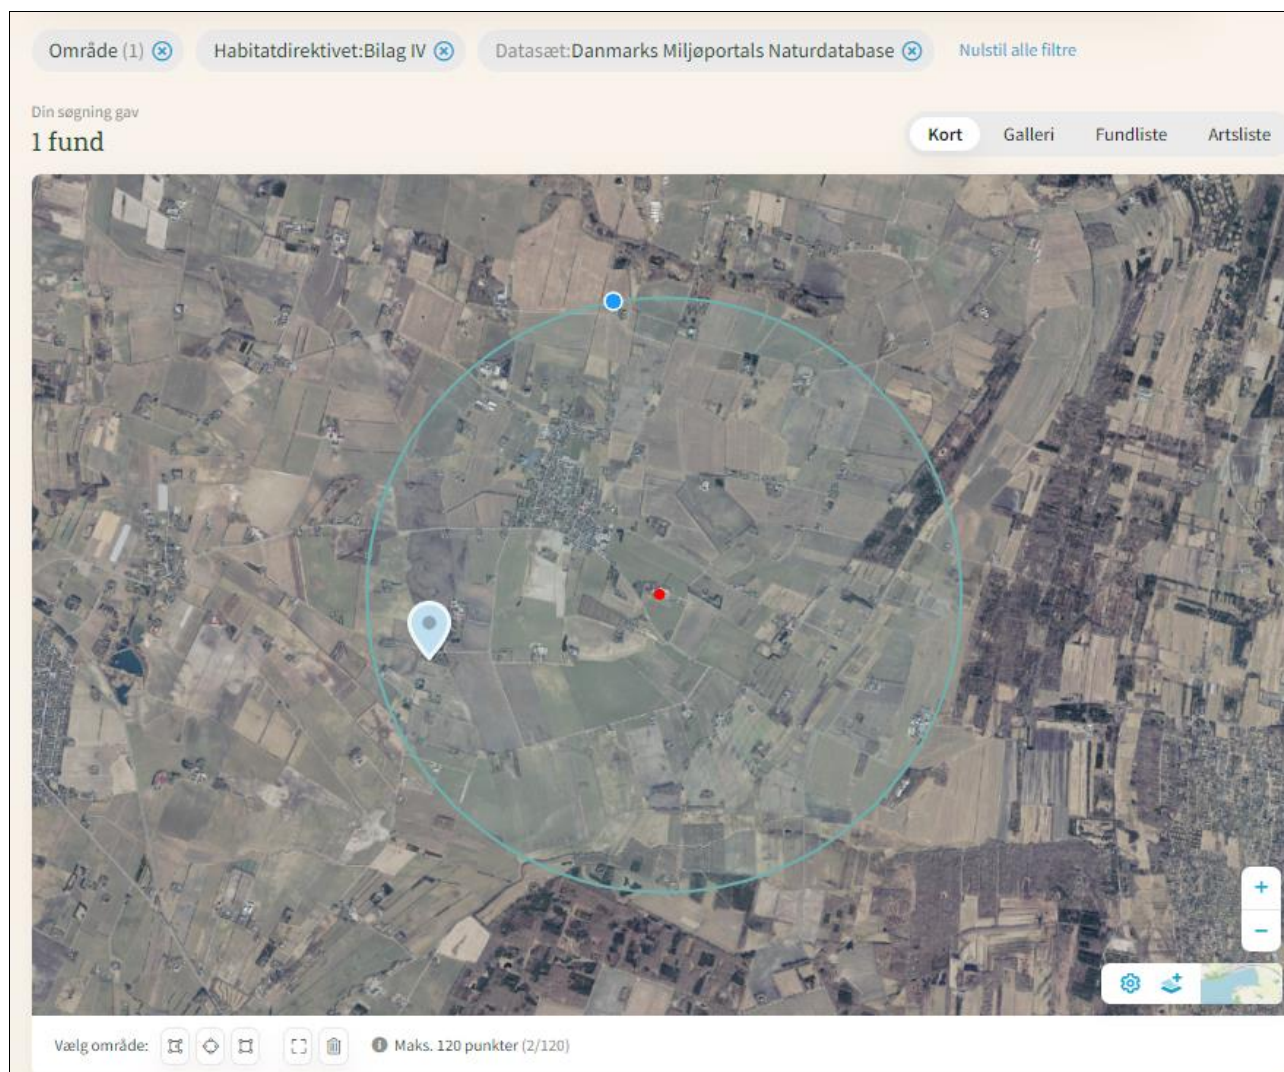 Område (1) Habitatdirektivet:Bilag IV Datasæt:Danmarks Miljøportals Naturdatabase Nulstil alle filtre
Din søgning gav
1 fund
Kort Galleri Fundliste Artsliste
+
−
Vælg område: Maks. 120 punkter (2/120)